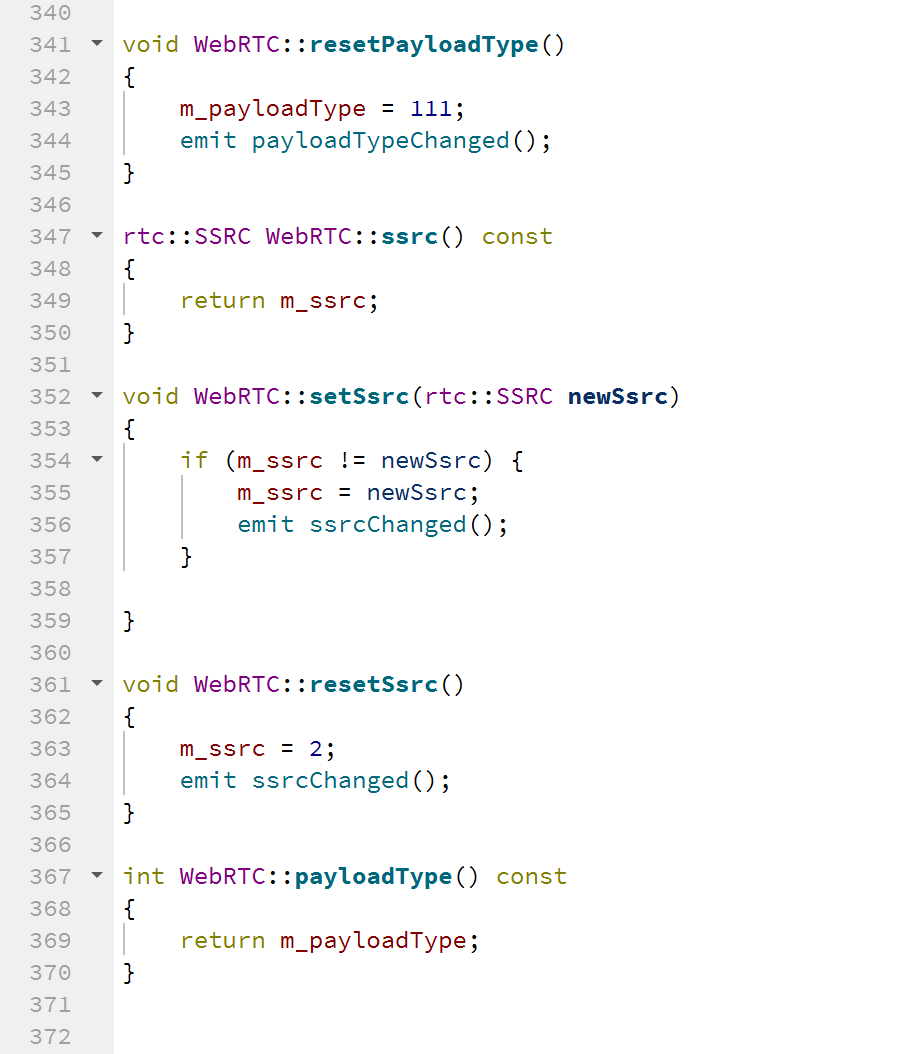 340
341 void WebRTC::resetPayloadType()
342 {
343     m_payloadType = 111;
344     emit payloadTypeChanged();
345 }
346
347 rtc::SSRC WebRTC::ssrc() const
348 {
349     return m_ssrc;
350 }
351
352 void WebRTC::setSsrc(rtc::SSRC newSsrc)
353 {
354     if (m_ssrc != newSsrc) {
355         m_ssrc = newSsrc;
356         emit ssrcChanged();
357     }
358
359 }
360
361 void WebRTC::resetSsrc()
362 {
363     m_ssrc = 2;
364     emit ssrcChanged();
365 }
366
367 int WebRTC::payloadType() const
368 {
369     return m_payloadType;
370 }
371
372